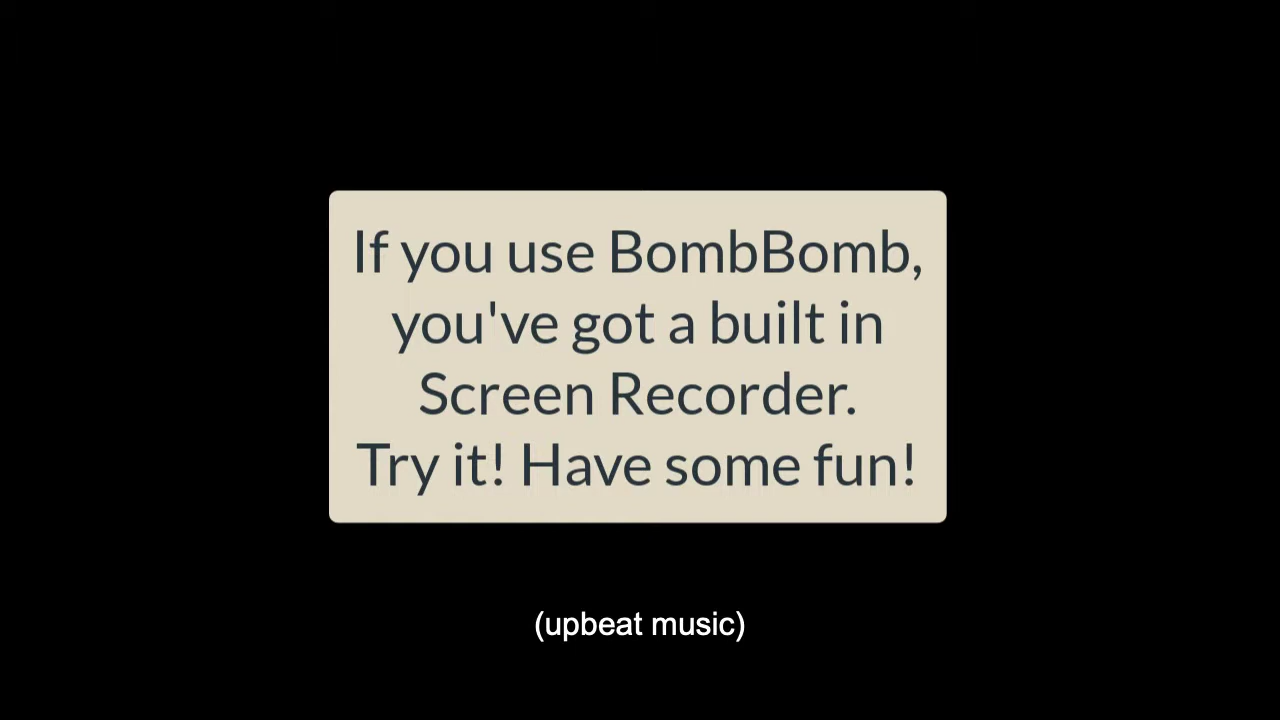 If you use BombBomb,
you've got a built in
Screen Recorder.
Try it! Have some fun!
(upbeat music)